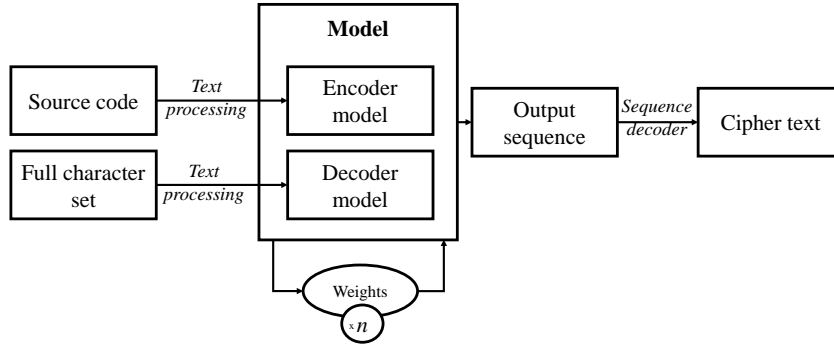 Model
Source code
Text
processing
Encoder
model
Output
sequence
Sequence
decoder
Cipher text
Full character
set
Text
processing
Decoder
model
Weights
x n